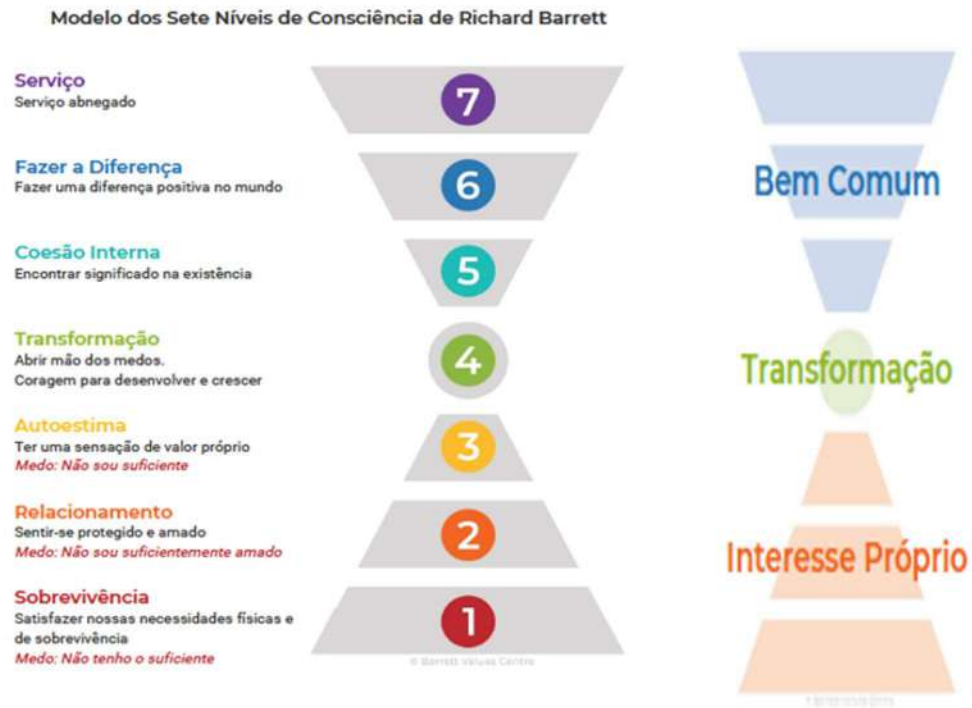 Modelo dos Sete Níveis de Consciência de Richard Barrett
Serviço
Serviço abnegado
7
Fazer a Diferença
Fazer uma diferença positiva no mundo
6
Bem Comum
Coesão Interna
Encontrar significado na existência
5
Transformação
Abrir mão dos medos.
Coragem para desenvolver e crescer
4
Transformação
Autoestima
Ter uma sensação de valor próprio
Medo: Não sou suficiente
3
Relacionamento
Sentir-se protegido e amado
Medo: Não sou suficientemente amado
2
Interesse Próprio
Sobrevivência
Satisfazer nossas necessidades físicas e
de sobrevivência
Medo: Não tenho o suficiente
1
© Barrett Values Centre